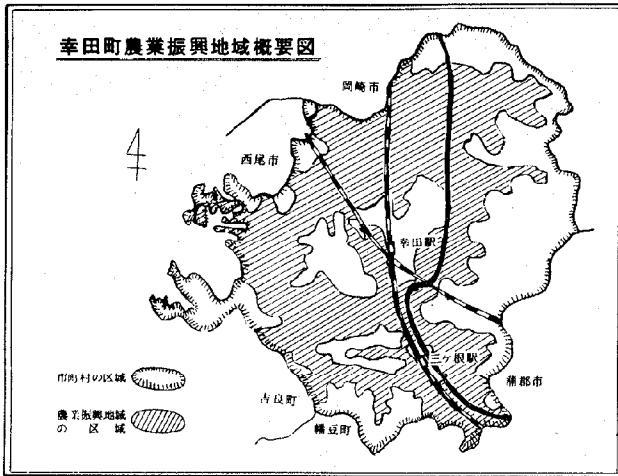 幸田町農業振興地域概要図
岡崎市
西尾市
幸田駅
三ヶ根駅
蒲郡市
吉良町
幡豆町
市町村の区域
農業振興地域
の区域